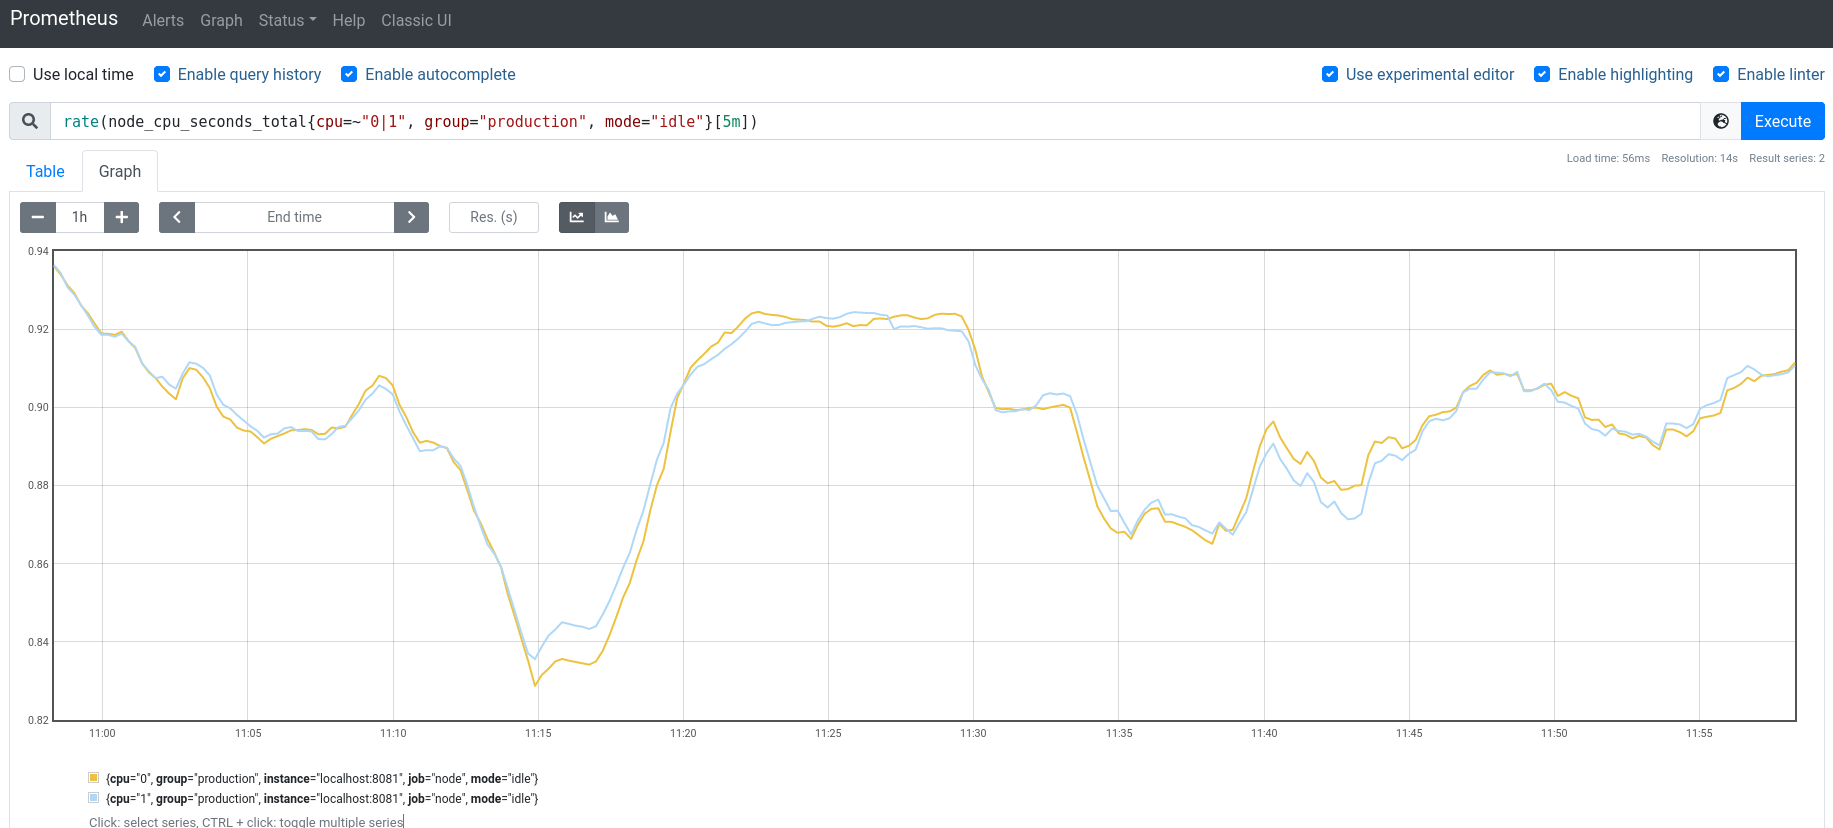 Prometheus Alerts Graph Status Help Classic UI
Use local time Enable query history Enable autocomplete Use experimental editor Enable highlighting Enable linter
rate(node_cpu_seconds_total{cpu=~"0|1", group="production", mode="idle"}[5m]) Execute
Load time: 56ms Resolution: 14s Result series: 2
Table Graph
1h End time Res. (s)
0.94
0.92
0.90
0.88
0.86
0.84
0.82
11:00 11:05 11:10 11:15 11:20 11:25 11:30 11:35 11:40 11:45 11:50 11:55
{cpu="0", group="production", instance="localhost:8081", job="node", mode="idle"}
{cpu="1", group="production", instance="localhost:8081", job="node", mode="idle"}
Click: select series, CTRL + click: toggle multiple series